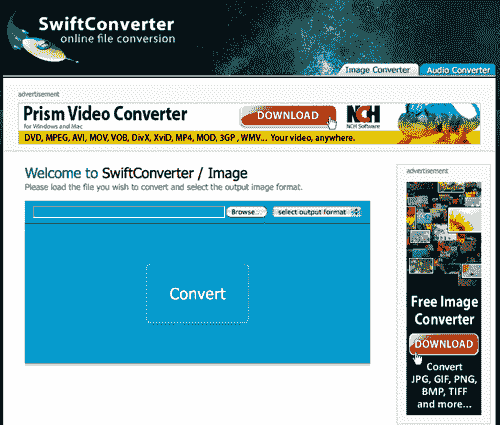 SwiftConverter
online file conversion
Image Converter
Audio Converter
advertisement
Prism Video Converter
for Windows and Mac
DOWNLOAD
NCH
NCH Software
DVD, MPEG, AVI, MOV, VOB, DivX, XviD, MP4, MOD, 3GP , WMV... Your video, anywhere.
Welcome to SwiftConverter / Image
Please load the file you wish to convert and select the output image format.
Browse...
select output format
Convert
advertisement
Free Image
Converter
DOWNLOAD
Convert
JPG, GIF, PNG,
BMP, TIFF
and more...